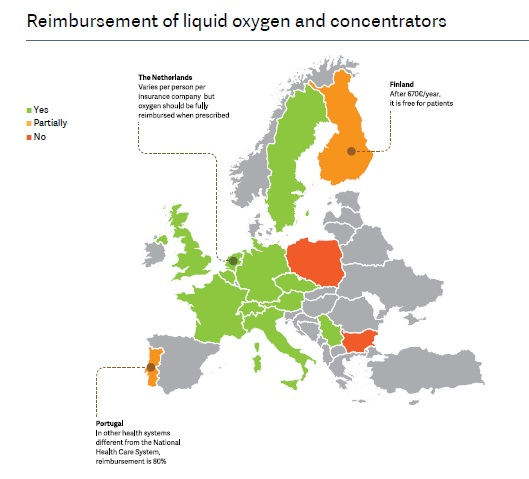 Reimbursement of liquid oxygen and concentrators
The Netherlands
Varies per person per
insurance company but
oxygen should be fully
reimbursed when prescribed
Finland
After 670€/year,
it is free for patients
Yes
Partially
No
Portugal
In other health systems
different from the National
Health Care System,
reimbursement is 80%